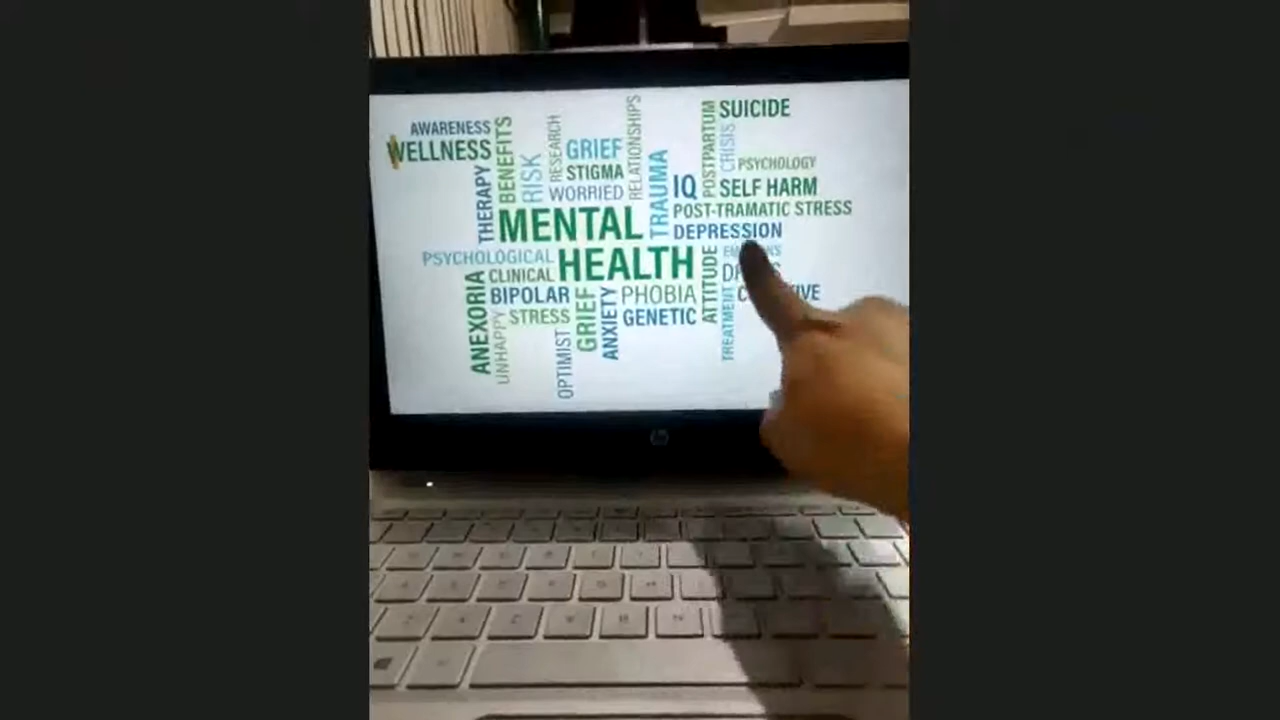 AWARENESS
WELLNESS
THERAPY
BENEFITS
RISK
RESEARCH
GRIEF
STIGMA
WORRIED
RELATIONSHIPS
TRAUMA
IQ
POSTPARTUM
CRISIS
SUICIDE
PSYCHOLOGY
SELF HARM
POST-TRAMATIC STRESS
DEPRESSION
MENTAL
HEALTH
PSYCHOLOGICAL
CLINICAL
BIPOLAR
STRESS
ANEXORIA
UNHAPPY
OPTIMIST
GRIEF
ANXIETY
PHOBIA
GENETIC
ATTITUDE
TREATMENT
hp